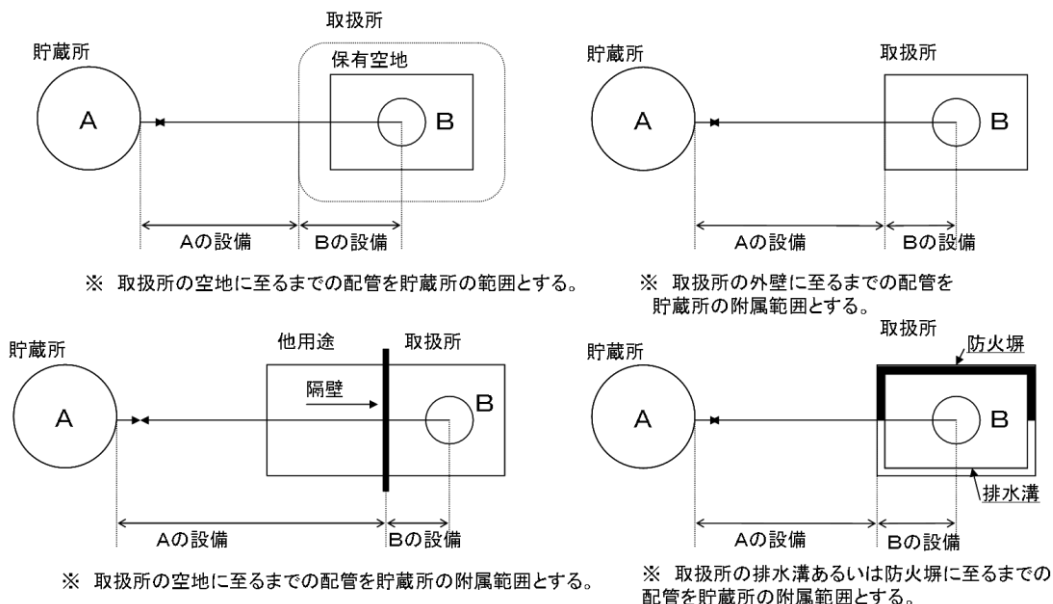 取扱所
貯蔵所
保有空地
A
B
Aの設備
Bの設備
※ 取扱所の空地に至るまでの配管を貯蔵所の範囲とする。
貯蔵所
取扱所
A
B
Aの設備
Bの設備
※ 取扱所の外壁に至るまでの配管を
貯蔵所の附属範囲とする。
貯蔵所
他用途
取扱所
隔壁
A
B
Aの設備
Bの設備
※ 取扱所の空地に至るまでの配管を貯蔵所の附属範囲とする。
取扱所
貯蔵所
防火塀
A
B
排水溝
Aの設備
Bの設備
※ 取扱所の排水溝あるいは防火塀に至るまでの
配管を貯蔵所の附属範囲とする。